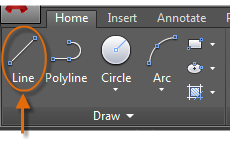 Home Insert Annotate
Line Polyline Circle Arc
Draw